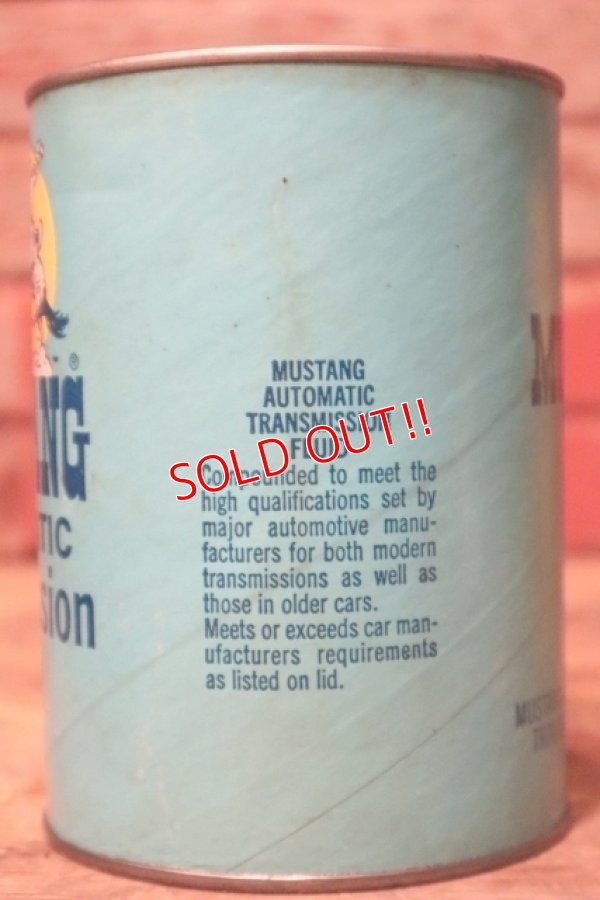 MUSTANG
AUTOMATIC
TRANSMISSION
FLUID
SOLD OUT!!
Compounded to meet the
high qualifications set by
major automotive manu-
facturers for both modern
transmissions as well as
those in older cars.
Meets or exceeds car man-
ufacturers requirements
as listed on lid.
®
ANG
TIC
sion
M
MUST